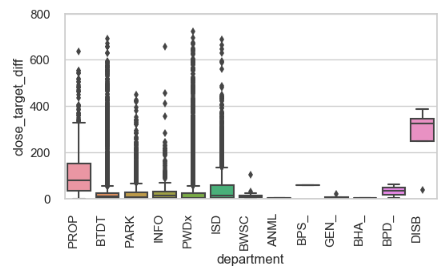 800
600
400
200
0
close_target_diff
PROP
BTDT
PARK
INFO
PWDx
ISD
BWSC
ANML
BPS_
GEN_
BHA_
BPD_
DISB
department